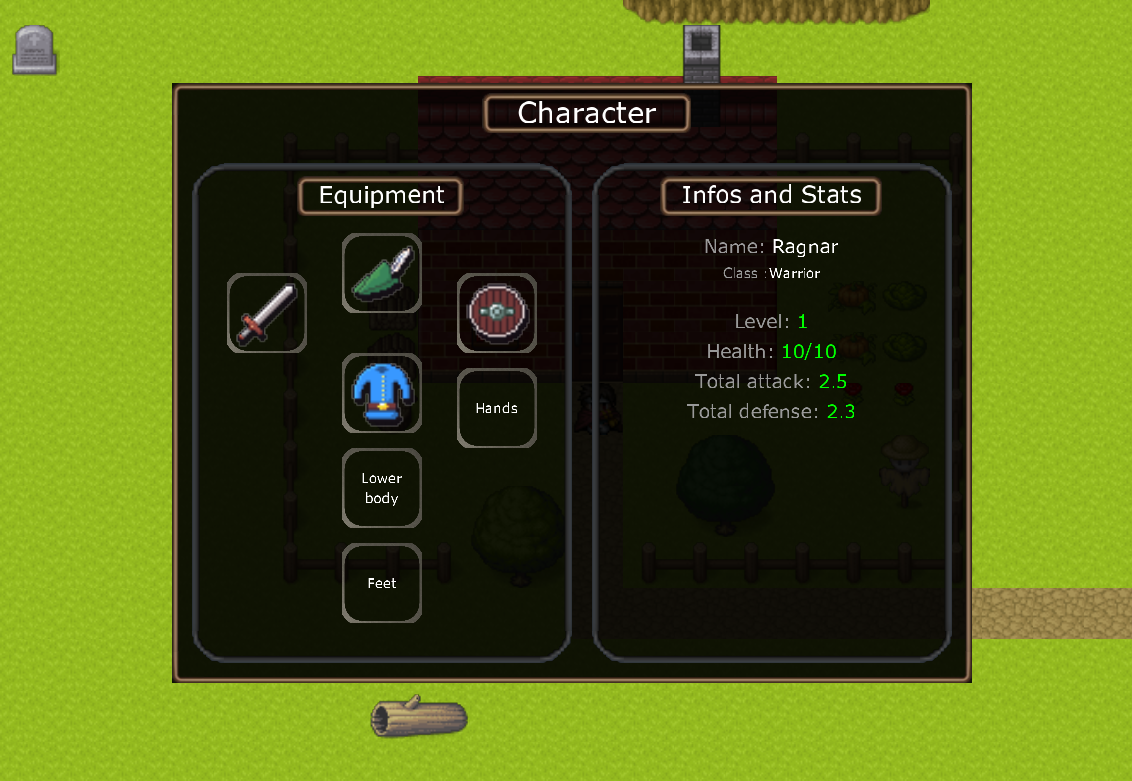 Character
Equipment
Hands
Lower
body
Feet
Infos and Stats
Name: Ragnar
Class :Warrior
Level: 1
Health: 10/10
Total attack: 2.5
Total defense: 2.3